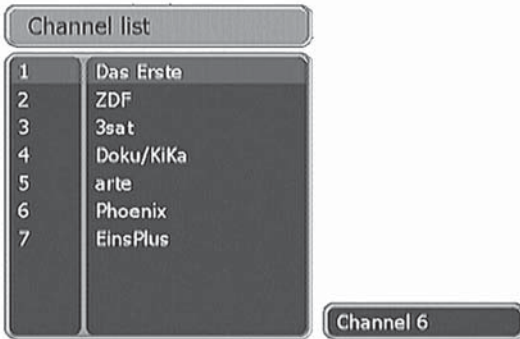 Channel list
1 Das Erste
2 ZDF
3 3sat
4 Doku/KiKa
5 arte
6 Phoenix
7 EinsPlus
Channel 6